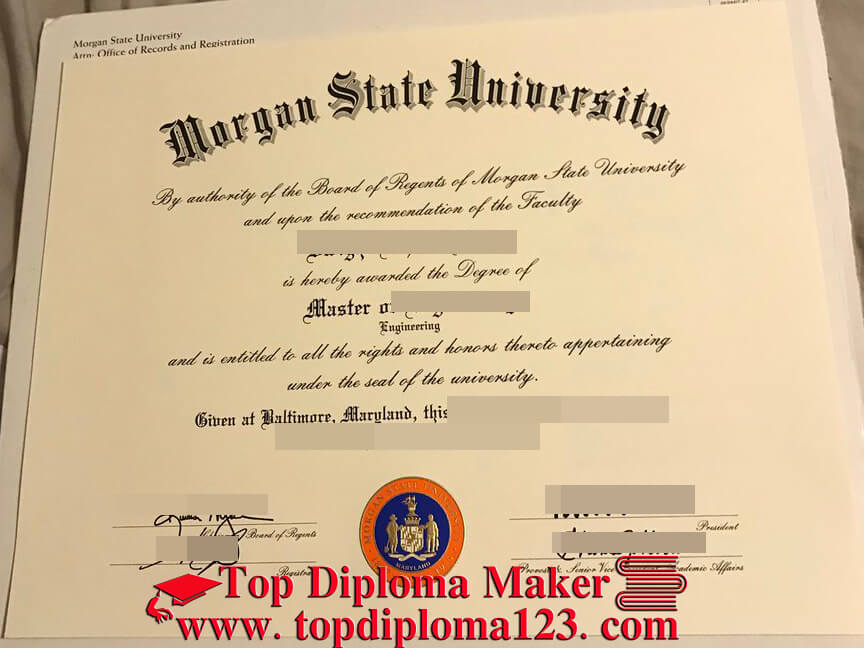 Morgan State University
Attn: Office of Records and Registration
Morgan State University
By authority of the Board of Regents of Morgan State University
and upon the recommendation of the Faculty
is hereby awarded the Degree of
Master
Engineering
and is entitled to all the rights and honors thereto appertaining
under the seal of the university.
Given at Baltimore, Maryland, this
Board of Regents
President
MORGAN STATE
MARYLAND
Academic Affairs
Top Diploma Maker
www. topdiploma123. com